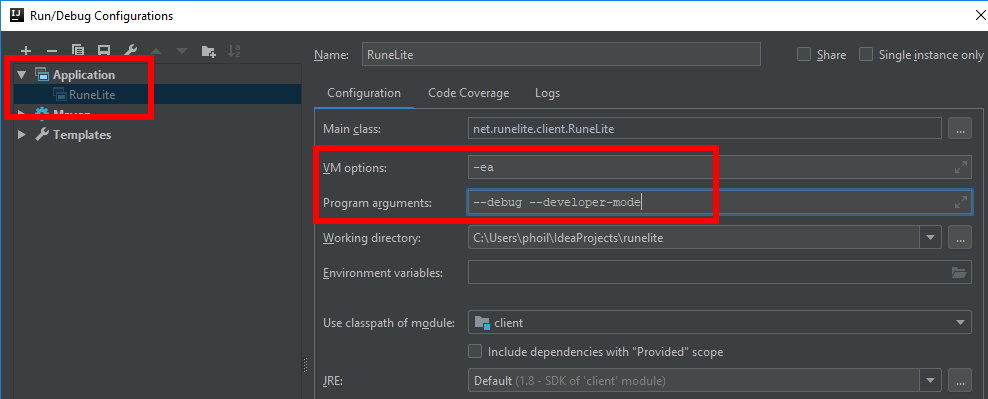 IJ Run/Debug Configurations
Application
RuneLite
Maven
Templates
Name: RuneLite
Share
Single instance only
Configuration Code Coverage Logs
Main class: net.runelite.client.RuneLite ...
VM options: -ea
Program arguments: --debug --developer-mode
Working directory: C:\Users\phoil\IdeaProjects\runelite ...
Environment variables:
Use classpath of module: client
Include dependencies with "Provided" scope
JRE: Default (1.8 - SDK of 'client' module) ...